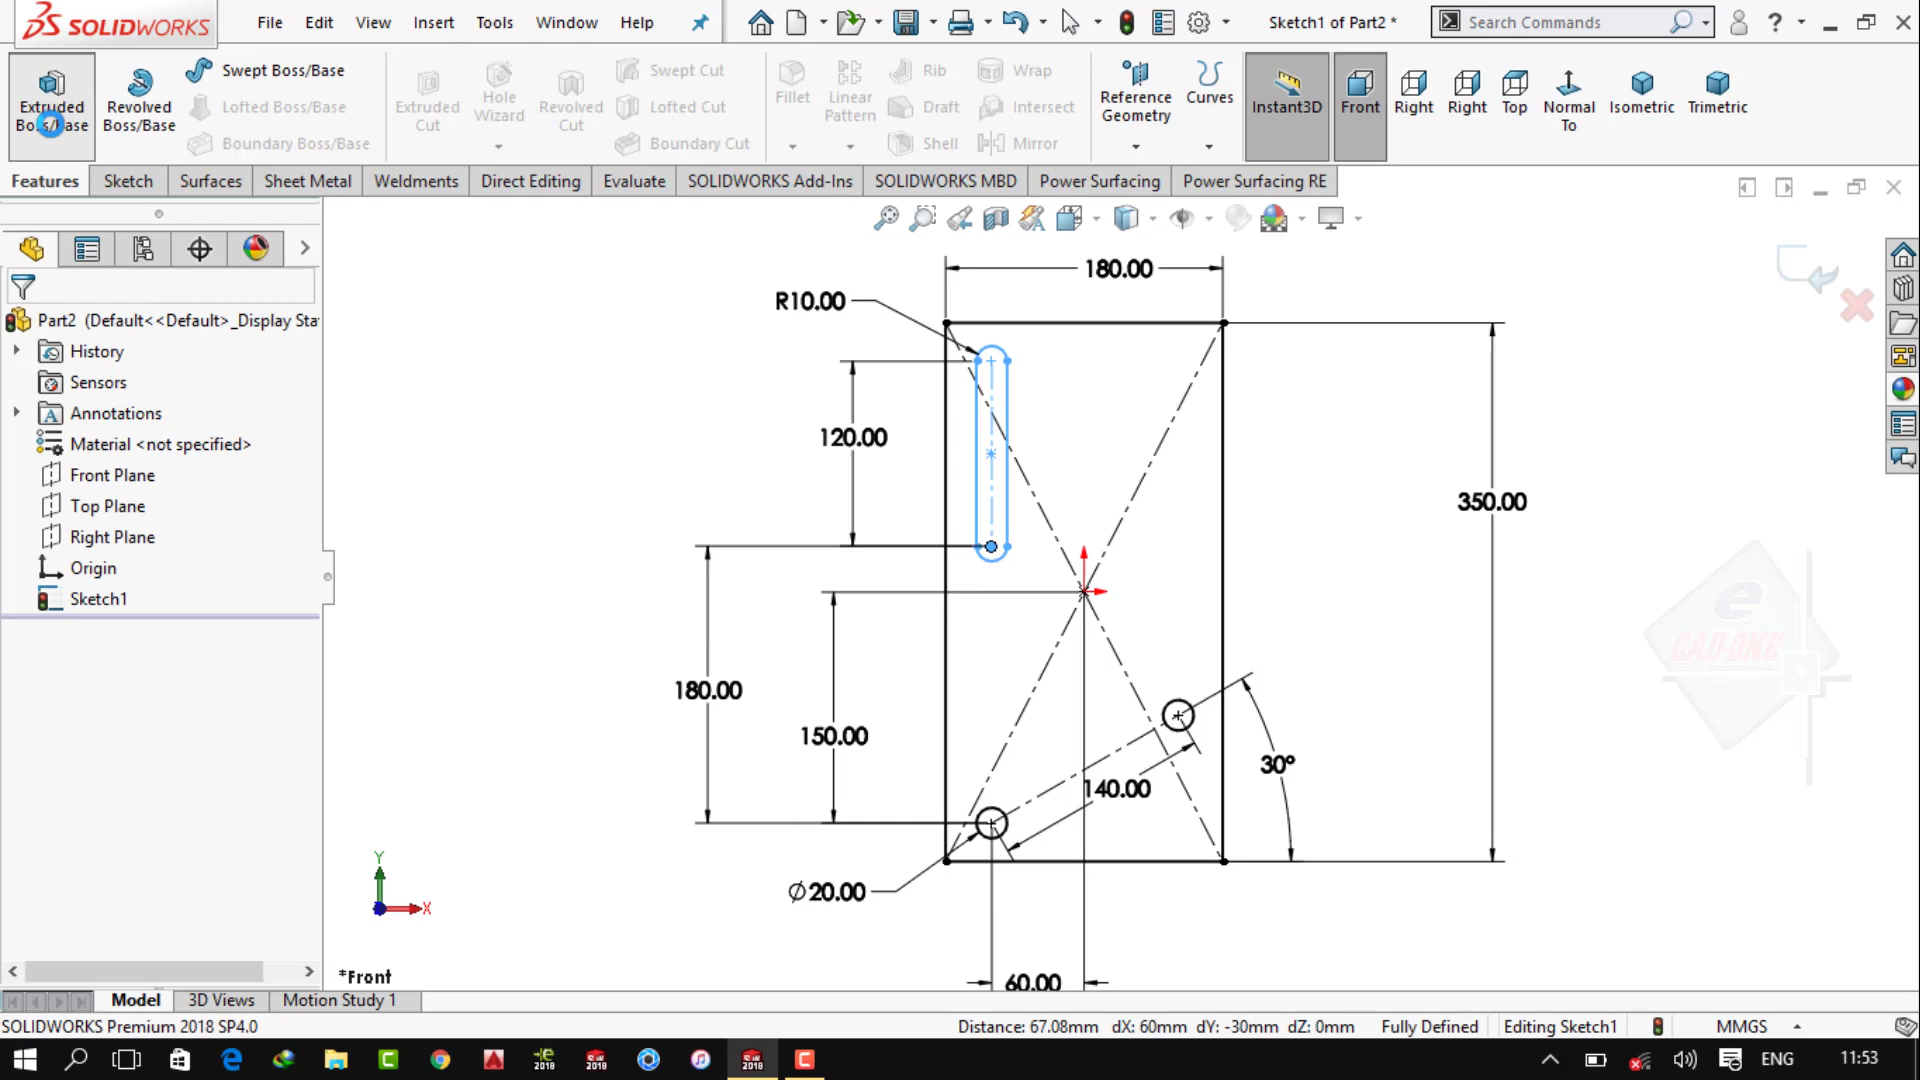 SOLIDWORKS File Edit View Insert Tools Window Help Sketch1 of Part2 * Search Commands ?
Extruded Boss/Base
Revolved Boss/Base
Swept Boss/Base
Lofted Boss/Base
Boundary Boss/Base
Extruded Cut
Hole Wizard
Revolved Cut
Swept Cut
Lofted Cut
Boundary Cut
Fillet
Linear Pattern
Rib
Draft
Shell
Wrap
Intersect
Mirror
Reference Geometry
Curves
Instant3D
Front
Right
Right
Top
Normal To
Isometric
Trimetric
Features Sketch Surfaces Sheet Metal Weldments Direct Editing Evaluate SOLIDWORKS Add-Ins SOLIDWORKS MBD Power Surfacing Power Surfacing RE
Part2 (Default<<Default>_Display Sta
History
Sensors
A Annotations
Material <not specified>
Front Plane
Top Plane
Right Plane
Origin
Sketch1
180.00
R10.00
120.00
350.00
180.00
150.00
30°
140.00
Ø20.00
60.00
Y
X
*Front
e
CAD-ONE
Model 3D Views Motion Study 1
SOLIDWORKS Premium 2018 SP4.0 Distance: 67.08mm dX: 60mm dY: -30mm dZ: 0mm Fully Defined Editing Sketch1 MMGS
ENG 11:53